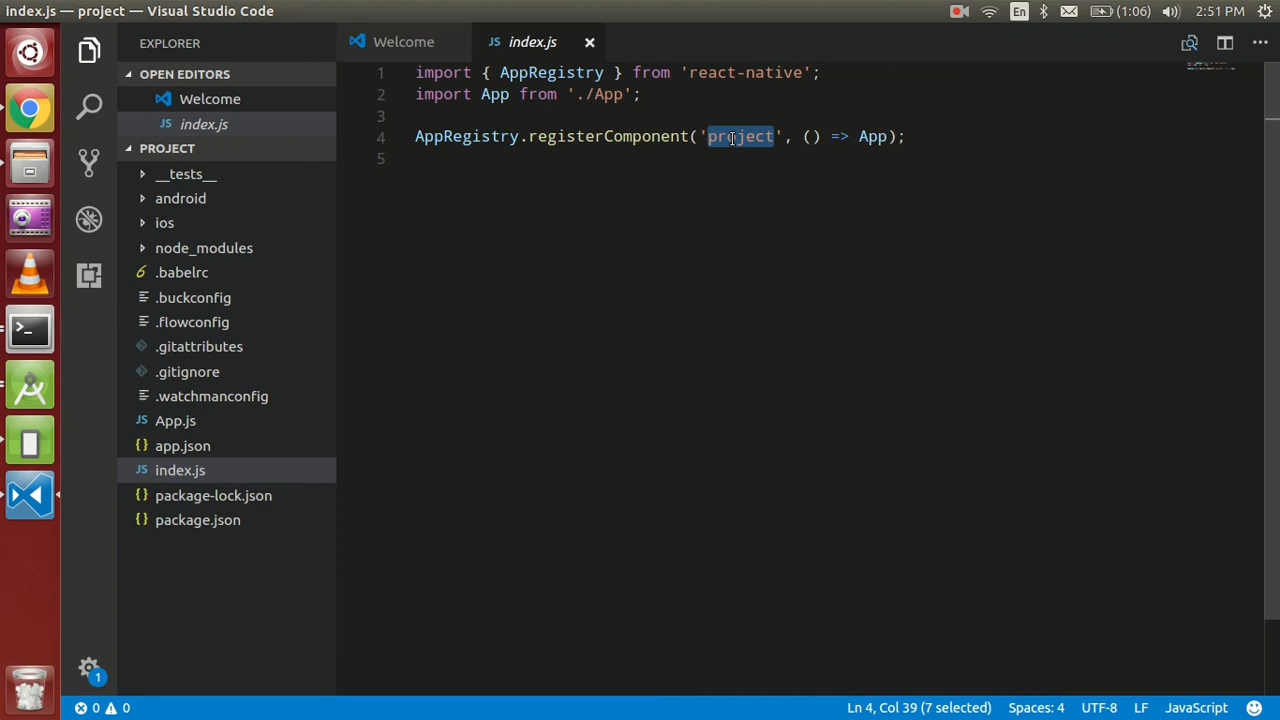 index.js — project — Visual Studio Code
En
(1:06)
2:51 PM
EXPLORER
Welcome
JS index.js
OPEN EDITORS
Welcome
JS index.js
PROJECT
__tests__
android
ios
node_modules
.babelrc
.buckconfig
.flowconfig
.gitattributes
.gitignore
.watchmanconfig
JS App.js
{} app.json
JS index.js
{} package-lock.json
{} package.json
1 import { AppRegistry } from 'react-native';
2 import App from './App';
3
4 AppRegistry.registerComponent('project', () => App);
5
1
0 0
Ln 4, Col 39 (7 selected)
Spaces: 4
UTF-8
LF
JavaScript